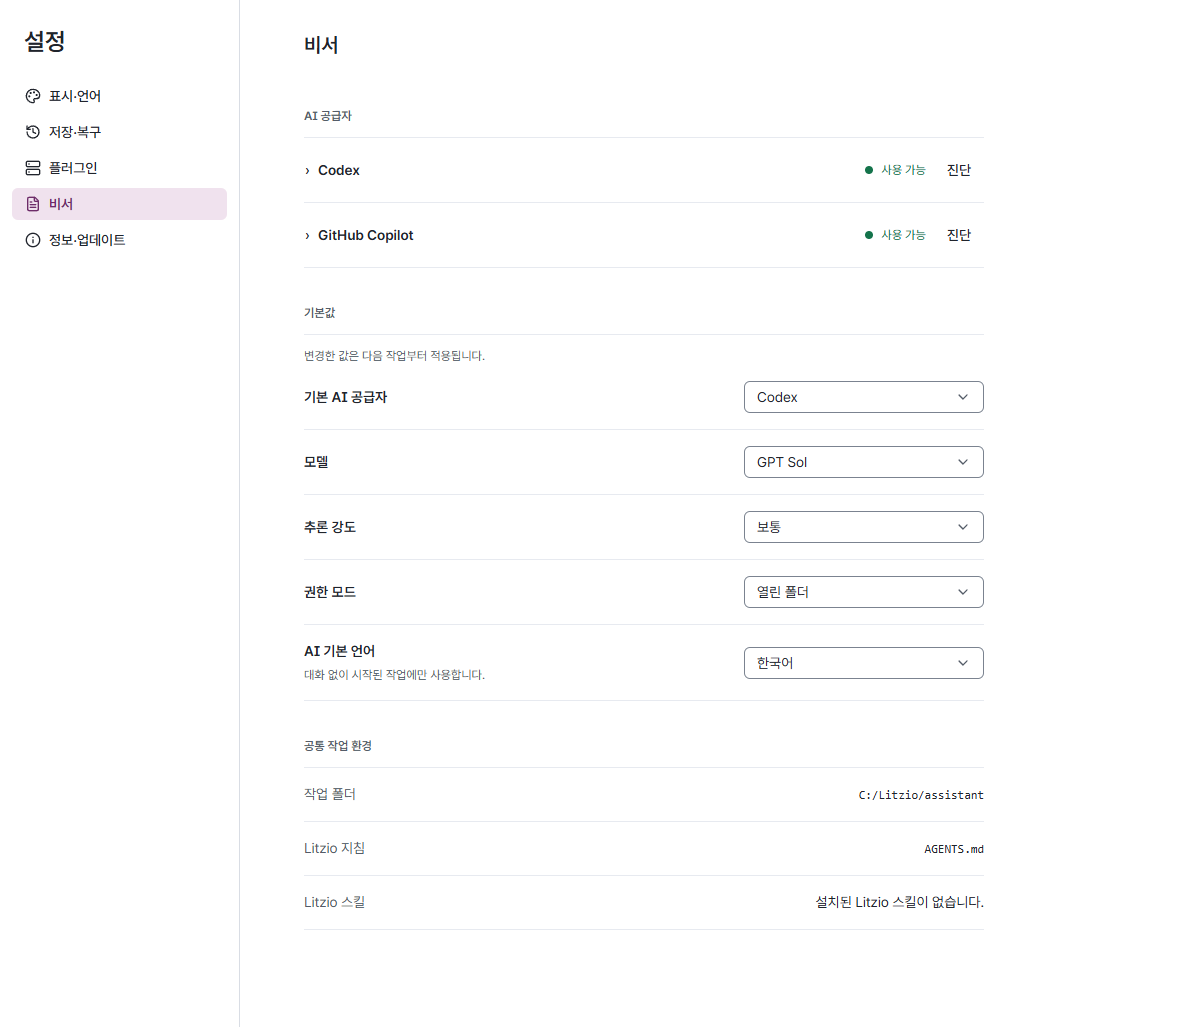 설정
표시·언어
저장·복구
플러그인
비서
정보·업데이트
비서
AI 공급자
Codex 사용 가능 진단
GitHub Copilot 사용 가능 진단
기본값
변경한 값은 다음 작업부터 적용됩니다.
기본 AI 공급자 Codex
모델 GPT Sol
추론 강도 보통
권한 모드 열린 폴더
AI 기본 언어 한국어
대화 없이 시작된 작업에만 사용합니다.
공통 작업 환경
작업 폴더 C:/Litzio/assistant
Litzio 지침 AGENTS.md
Litzio 스킬 설치된 Litzio 스킬이 없습니다.